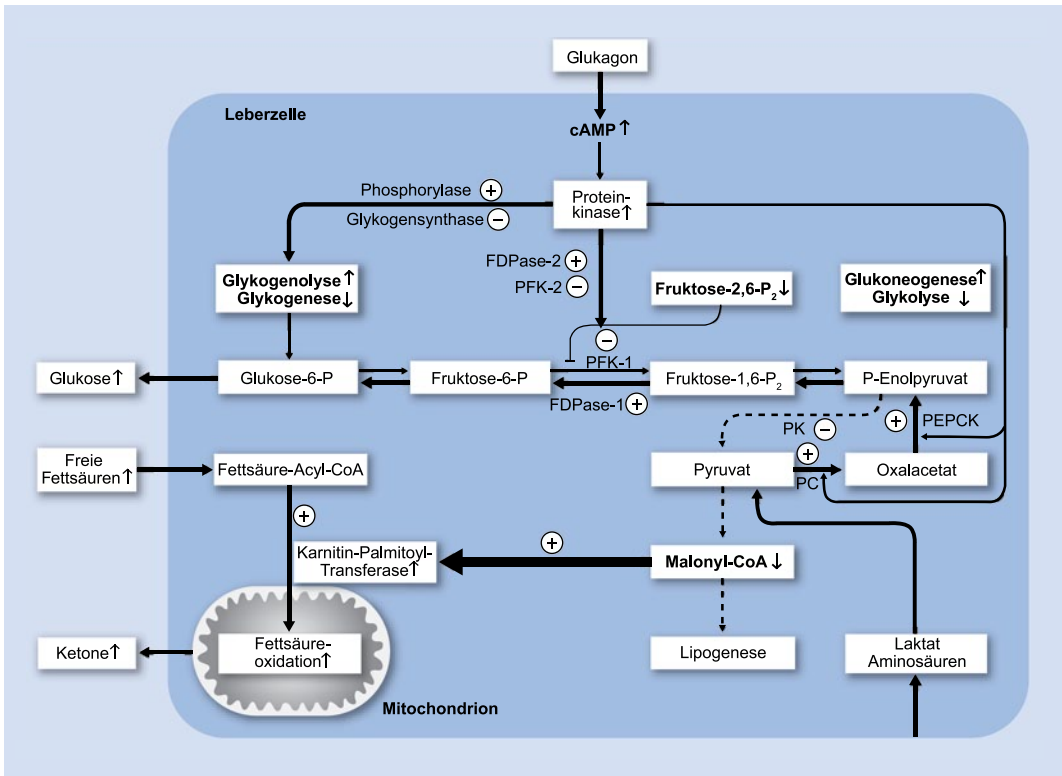 Glukagon
Leberzelle
cAMP ↑
Phosphorylase +
Protein-
kinase ↑
Glykogensynthase −
FDPase-2 +
PFK-2 −
Glykogenolyse ↑
Glykogenese ↓
Fruktose-2,6-P₂ ↓
Glukoneogenese ↑
Glykolyse ↓
−
PFK-1
Glukose ↑
Glukose-6-P
Fruktose-6-P
Fruktose-1,6-P₂
P-Enolpyruvat
FDPase-1 +
PK −
+
PEPCK
Freie
Fettsäuren ↑
Fettsäure-Acyl-CoA
Pyruvat
+
PC
Oxalacetat
+
Karnitin-Palmitoyl-
Transferase ↑
+
Malonyl-CoA ↓
Ketone ↑
Fettsäure-
oxidation ↑
Lipogenese
Laktat
Aminosäuren
Mitochondrion